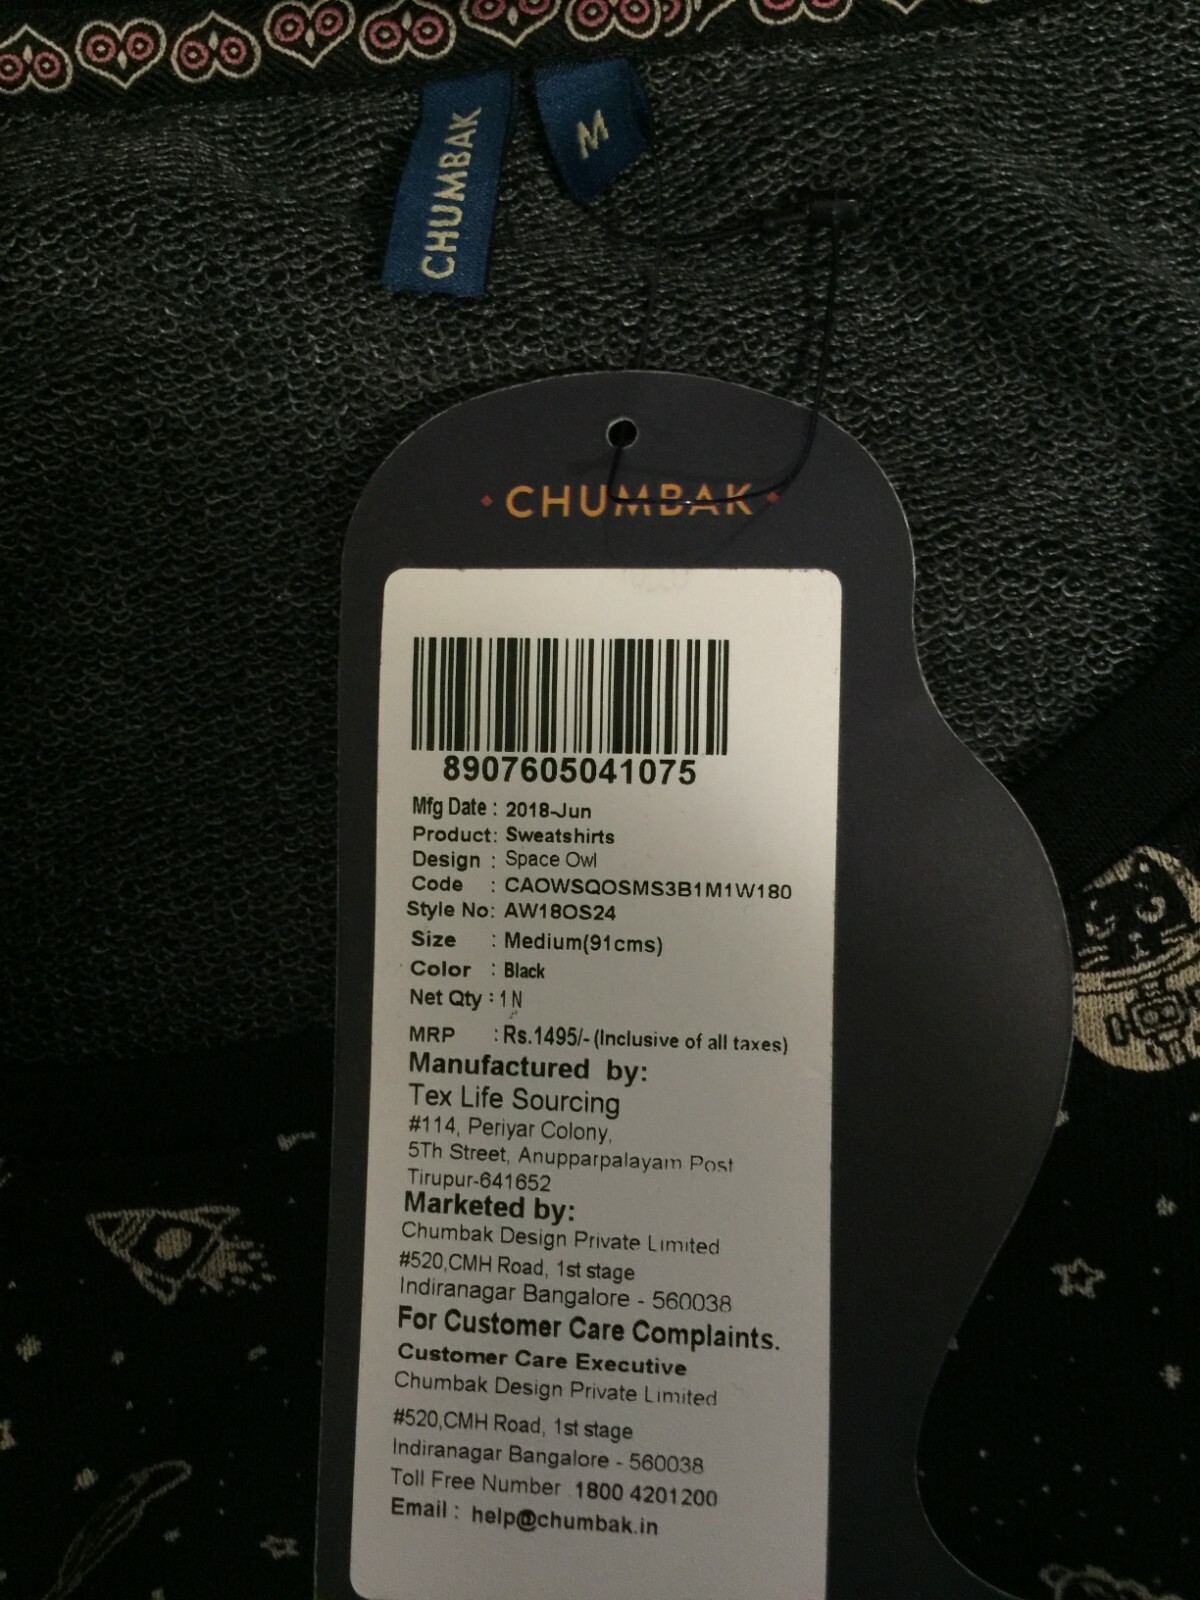 CHUMBAK
M
CHUMBAK
8907605041075
Mfg Date : 2018-Jun
Product: Sweatshirts
Design : Space Owl
Code : CAOWSQOSMS3B1M1W180
Style No: AW18OS24
Size : Medium(91cms)
Color : Black
Net Qty : 1 N
MRP : Rs.1495/- (Inclusive of all taxes)
Manufactured by:
Tex Life Sourcing
#114, Periyar Colony,
5Th Street, Anupparpalayam Post
Tirupur-641652
Marketed by:
Chumbak Design Private Limited
#520,CMH Road, 1st stage
Indiranagar Bangalore - 560038
For Customer Care Complaints.
Customer Care Executive
Chumbak Design Private Limited
#520,CMH Road, 1st stage
Indiranagar Bangalore - 560038
Toll Free Number 1800 4201200
Email : help@chumbak.in